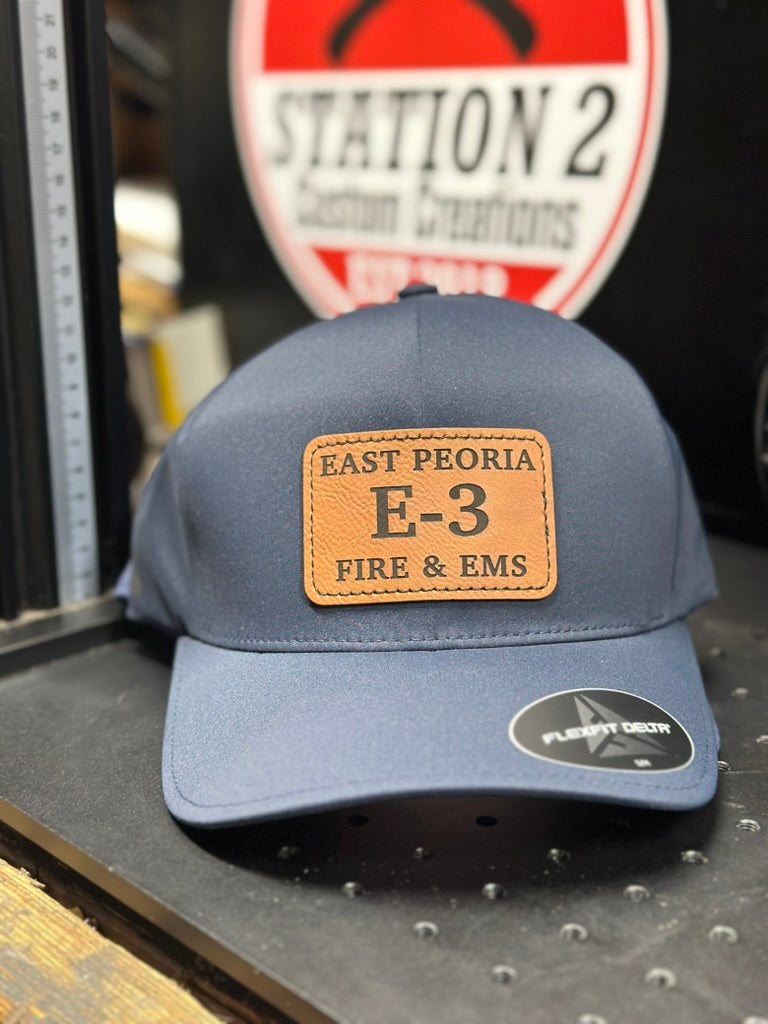 STATION 2
Custom Creations
EAST PEORIA
E-3
FIRE & EMS
FLEXFIT DELTA